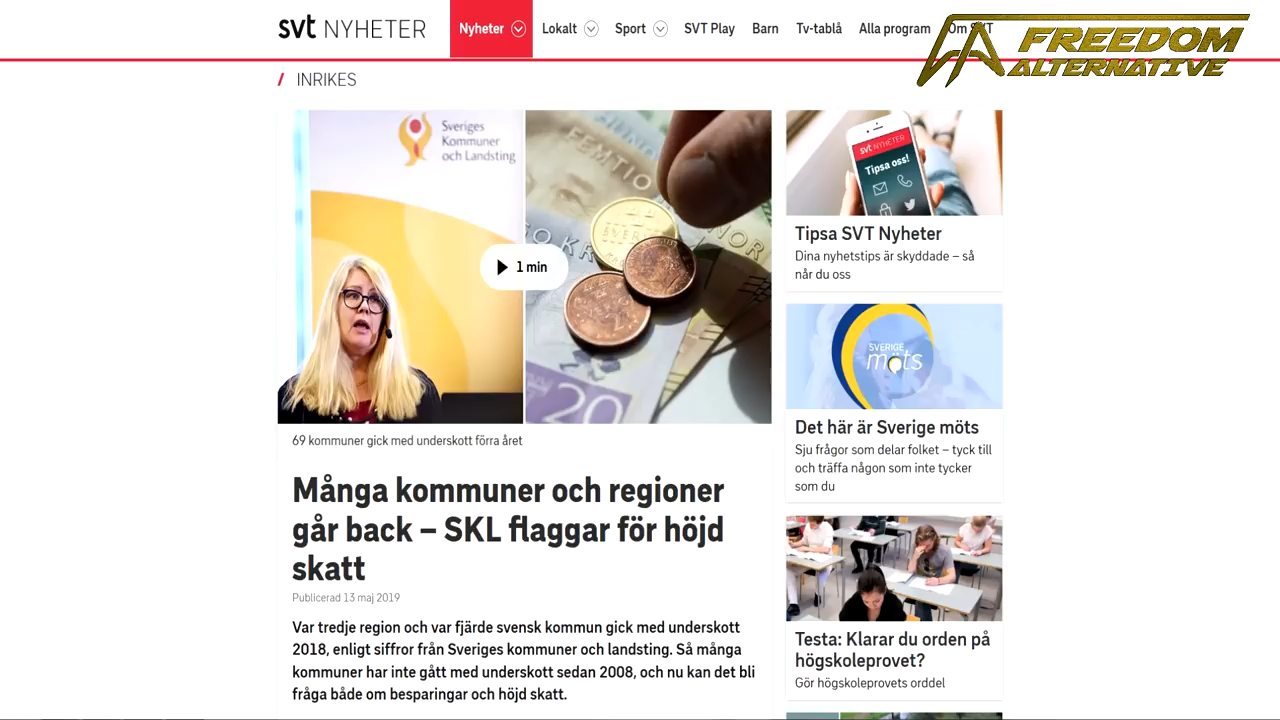 svt NYHETER
Nyheter
Lokalt
Sport
SVT Play
Barn
Tv-tablå
Alla program
Om SVT
FREEDOM
ALTERNATIVE
/ INRIKES
Sveriges
Kommuner
och Landsting
FEMTIO
50 KR
20
1 min
69 kommuner gick med underskott förra året
Många kommuner och regioner
går back – SKL flaggar för höjd
skatt
Publicerad 13 maj 2019
Var tredje region och var fjärde svensk kommun gick med underskott
2018, enligt siffror från Sveriges kommuner och landsting. Så många
kommuner har inte gått med underskott sedan 2008, och nu kan det bli
fråga både om besparingar och höjd skatt.
svt NYHETER
Tipsa oss!
Tipsa SVT Nyheter
Dina nyhetstips är skyddade – så
når du oss
SVERIGE
möts
Det här är Sverige möts
Sju frågor som delar folket – tyck till
och träffa någon som inte tycker
som du
Testa: Klarar du orden på
högskoleprovet?
Gör högskoleprovets orddel